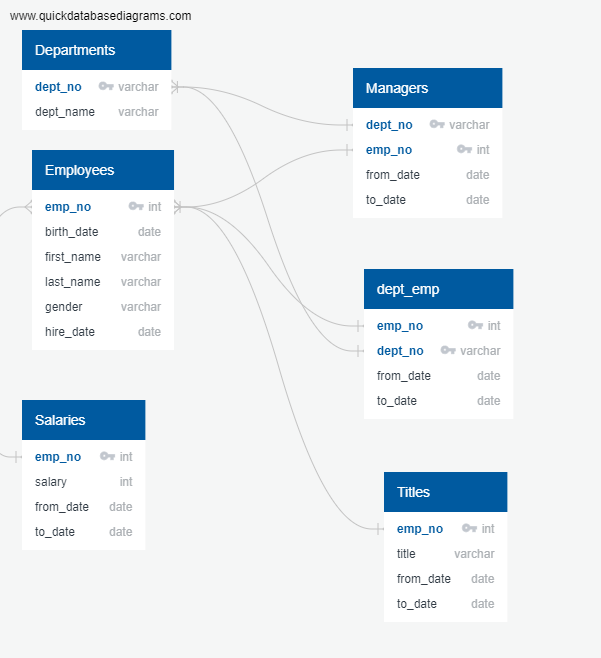 www.quickdatabasediagrams.com
Departments
dept_no varchar
dept_name varchar
Employees
emp_no int
birth_date date
first_name varchar
last_name varchar
gender varchar
hire_date date
Salaries
emp_no int
salary int
from_date date
to_date date
Managers
dept_no varchar
emp_no int
from_date date
to_date date
dept_emp
emp_no int
dept_no varchar
from_date date
to_date date
Titles
emp_no int
title varchar
from_date date
to_date date